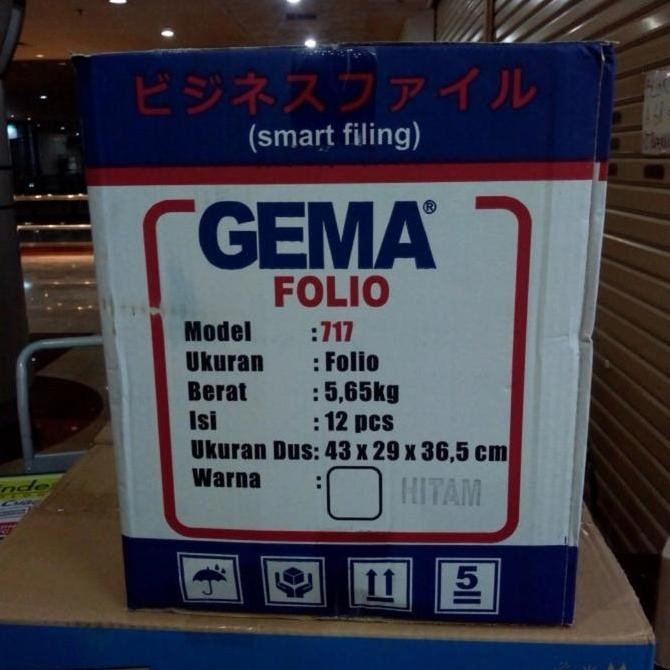 ビジネスファイル
(smart filing)
GEMA®
FOLIO
Model : 717
Ukuran : Folio
Berat : 5,65kg
Isi : 12 pcs
Ukuran Dus: 43 x 29 x 36,5 cm
Warna : HITAM
5